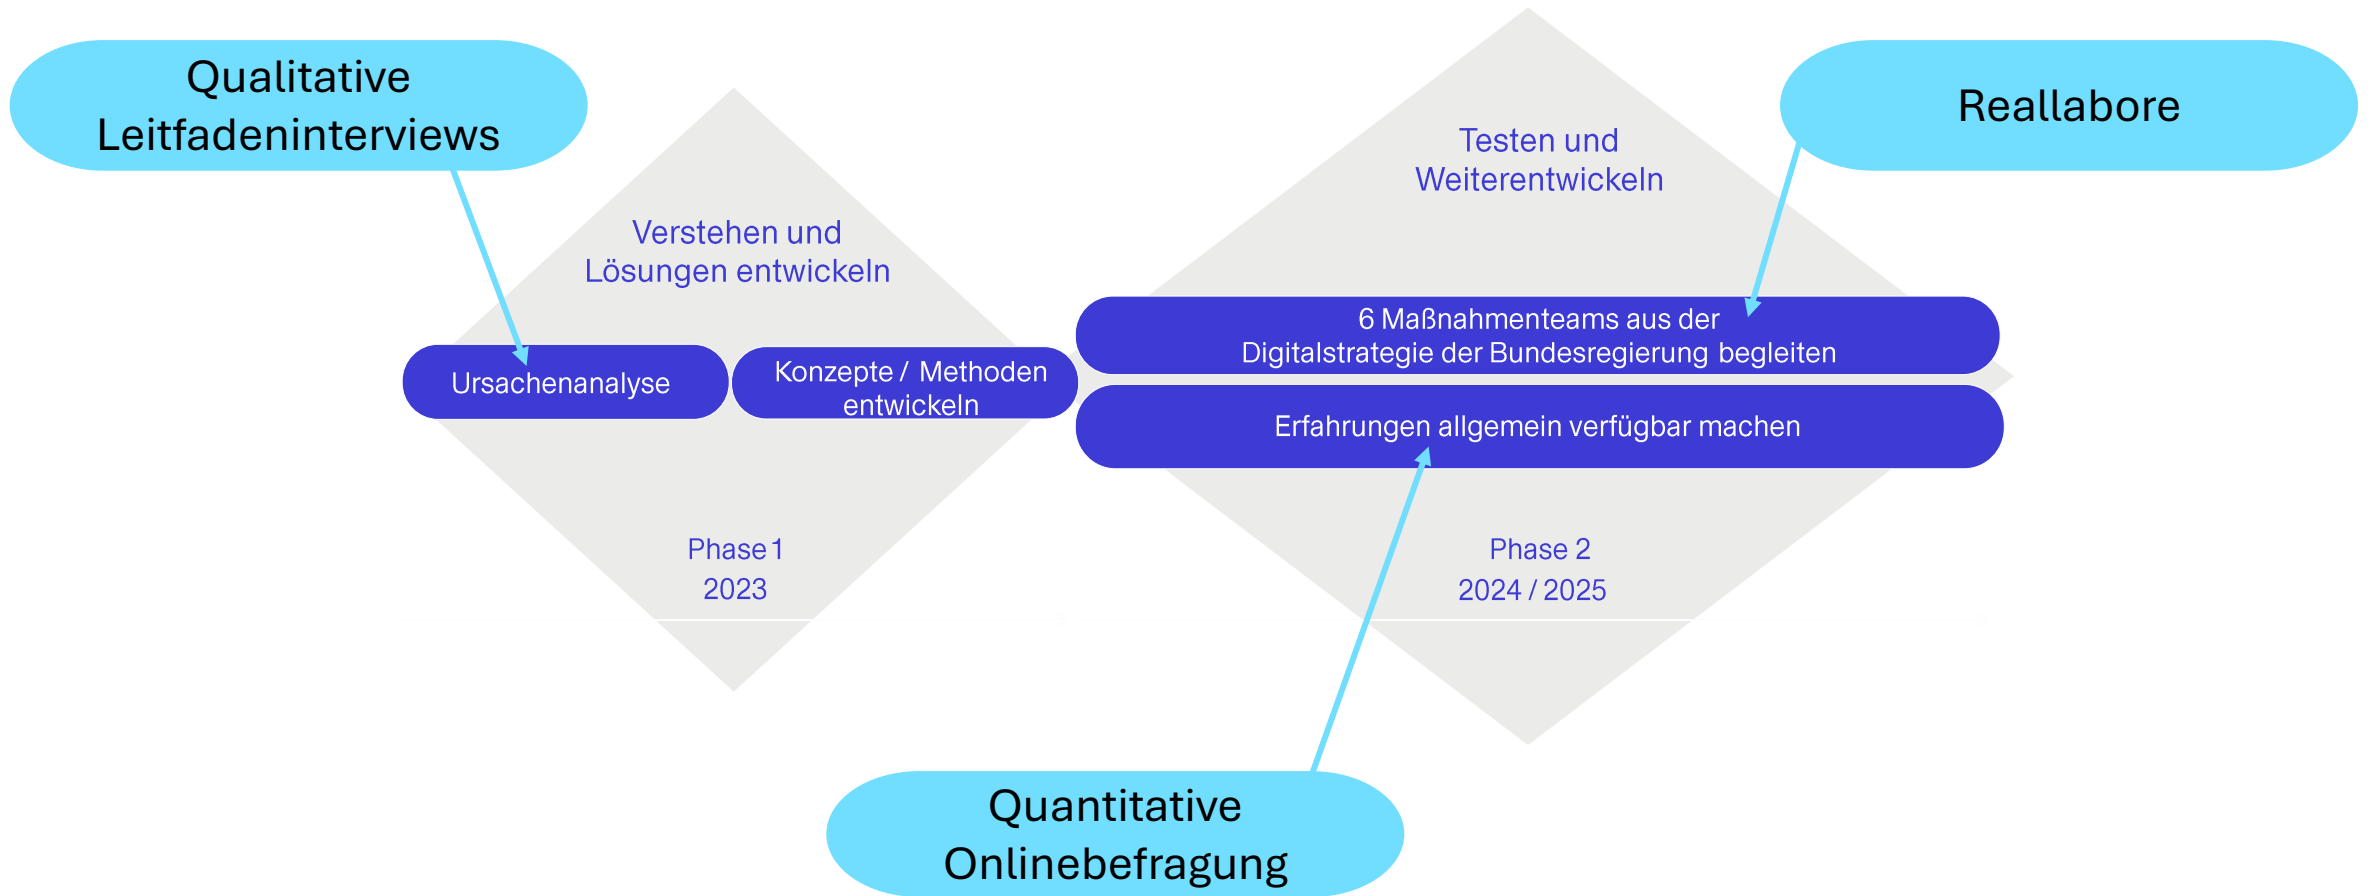 Qualitative
Leitfadeninterviews
Reallabore
Testen und
Weiterentwickeln
Verstehen und
Lösungen entwickeln
6 Maßnahmenteams aus der
Digitalstrategie der Bundesregierung begleiten
Ursachenanalyse
Konzepte / Methoden
entwickeln
Erfahrungen allgemein verfügbar machen
Phase 1
2023
Phase 2
2024 / 2025
Quantitative
Onlinebefragung